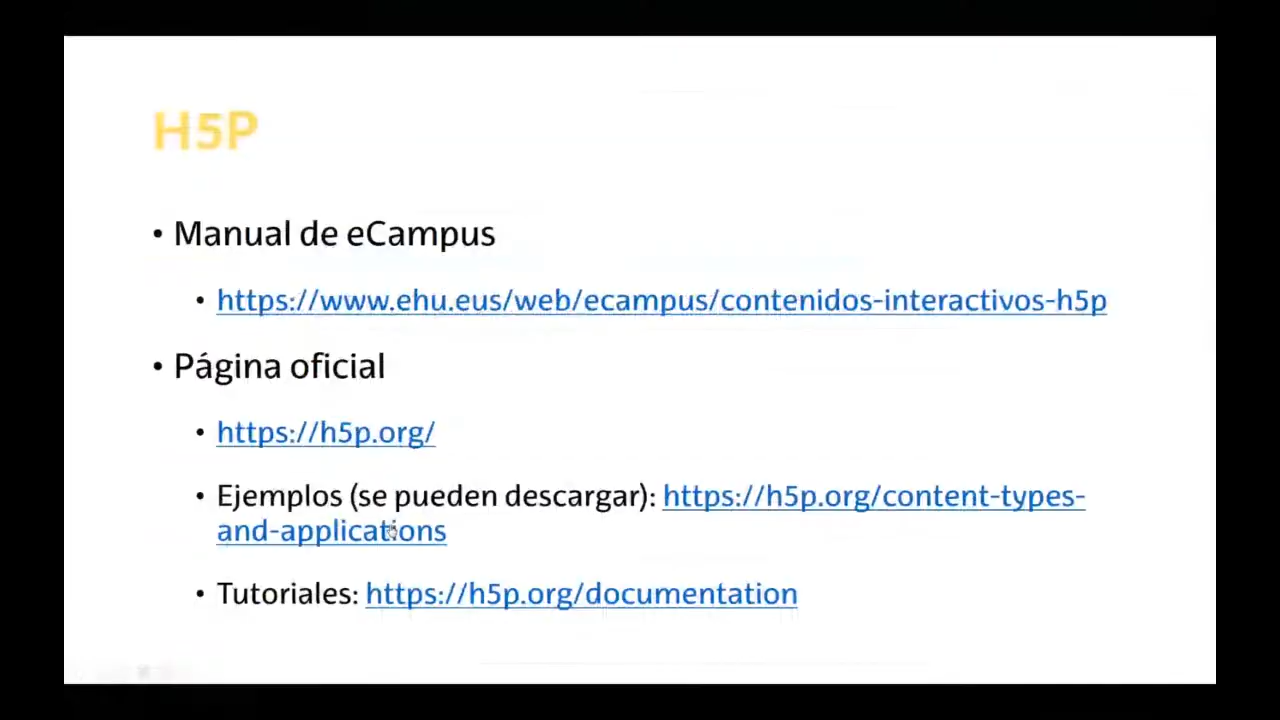 H5P
• Manual de eCampus
• https://www.ehu.eus/web/ecampus/contenidos-interactivos-h5p
• Página oficial
• https://h5p.org/
• Ejemplos (se pueden descargar): https://h5p.org/content-types-
and-applications
• Tutoriales: https://h5p.org/documentation